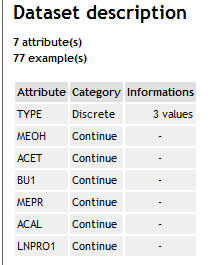 Dataset description
7 attribute(s)
77 example(s)
Attribute Category Informations
TYPE Discrete 3 values
MEOH Continue -
ACET Continue -
BU1 Continue -
MEPR Continue -
ACAL Continue -
LNPRO1 Continue -